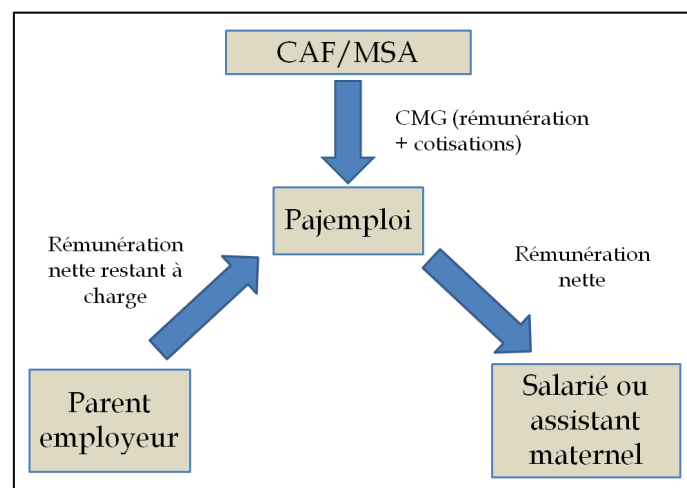 CAF/MSA
CMG (rémunération
+ cotisations)
Pajemploi
Rémunération
nette restant à
charge
Rémunération
nette
Parent
employeur
Salarié ou
assistant
maternel